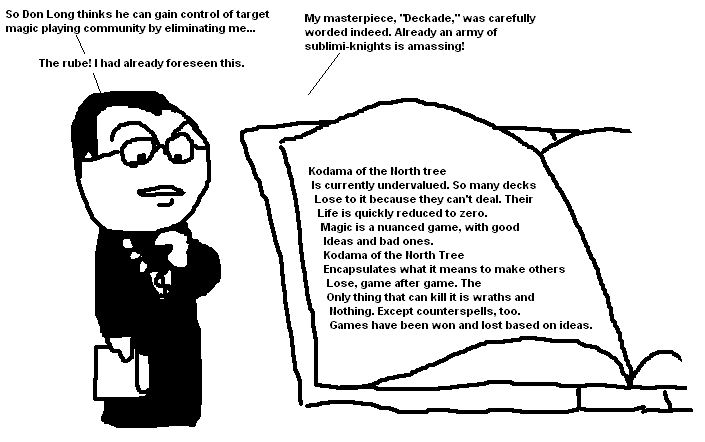 So Don Long thinks he can gain control of target
magic playing community by eliminating me...
The rube! I had already foreseen this.
My masterpiece, "Deckade," was carefully
worded indeed. Already an army of
sublimi-knights is amassing!
Kodama of the North tree
Is currently undervalued. So many decks
Lose to it because they can't deal. Their
Life is quickly reduced to zero.
Magic is a nuanced game, with good
Ideas and bad ones.
Kodama of the North Tree
Encapsulates what it means to make others
Lose, game after game. The
Only thing that can kill it is wraths and
Nothing. Except counterspells, too.
Games have been won and lost based on ideas.
$